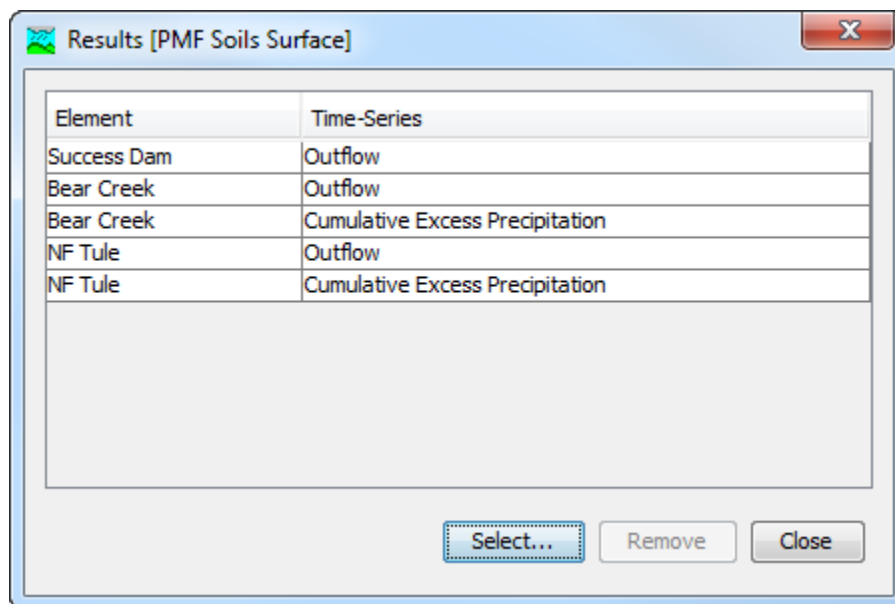 Results [PMF Soils Surface]
Element Time-Series
Success Dam Outflow
Bear Creek Outflow
Bear Creek Cumulative Excess Precipitation
NF Tule Outflow
NF Tule Cumulative Excess Precipitation
Select... Remove Close